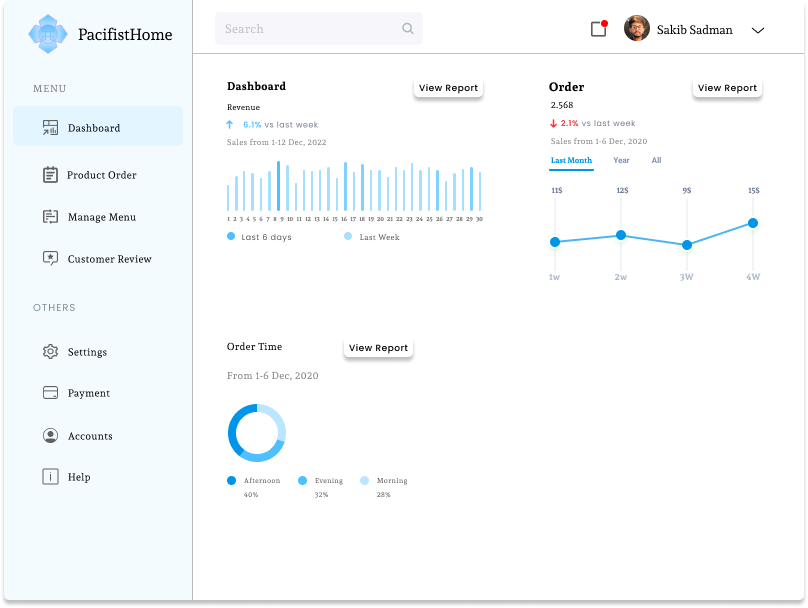 PacifistHome
Search
Sakib Sadman
MENU
Dashboard
Product Order
Manage Menu
Customer Review
OTHERS
Settings
Payment
Accounts
Help
Dashboard
View Report
Revenue
6.1% vs last week
Sales from 1-12 Dec, 2022
1 2 3 4 5 6 7 8 9 10 11 12 13 14 15 16 17 18 19 20 21 22 23 24 25 26 27 28 29 30
Last 6 days
Last Week
Order
View Report
2.568
2.1% vs last week
Sales from 1-6 Dec, 2020
Last Month Year All
11$ 12$ 9$ 15$
1w 2w 3W 4W
Order Time
View Report
From 1-6 Dec, 2020
Afternoon Evening Morning
40% 32% 28%